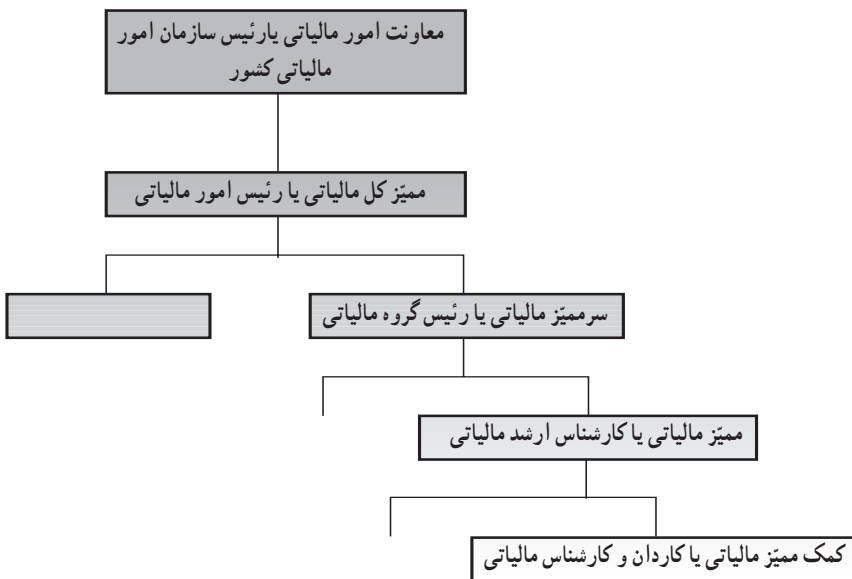 معاونت امور مالیاتی یارئیس سازمان امور
مالیاتی کشور
ممیّز کل مالیاتی یا رئیس امور مالیاتی
سرممیّز مالیاتی یا رئیس گروه مالیاتی
ممیّز مالیاتی یا کارشناس ارشد مالیاتی
کمک ممیّز مالیاتی یا کاردان و کارشناس مالیاتی